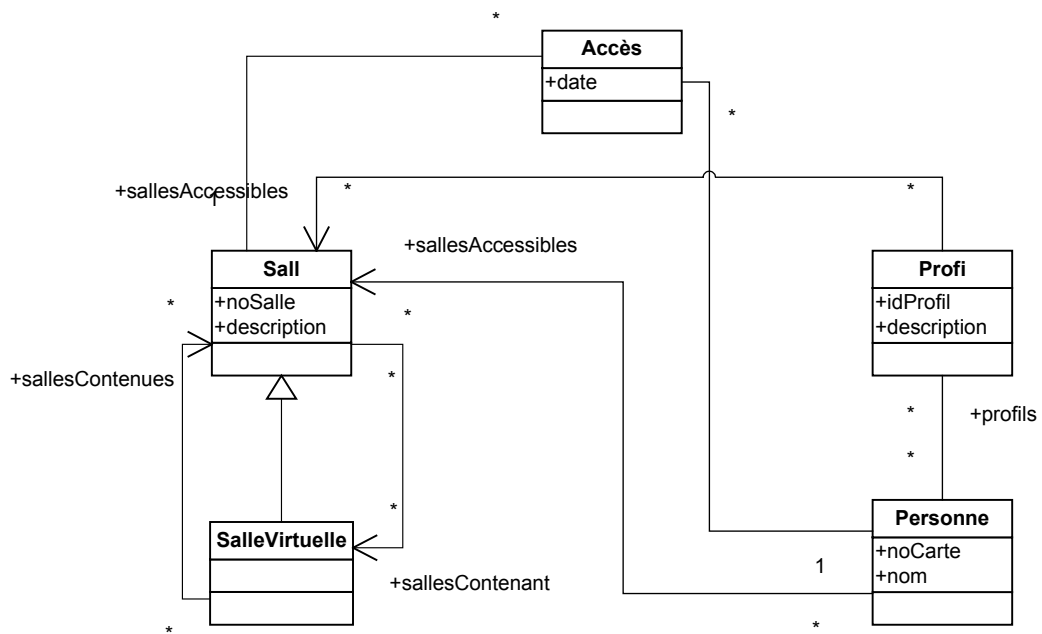 *
Accès
+date
*
+sallesAccessibles
1
*
*
+sallesAccessibles
Sall
+noSalle
+description
Profi
+idProfil
+description
*
*
+sallesContenues
*
*
+profils
*
*
SalleVirtuelle
+sallesContenant
Personne
+noCarte
+nom
1
*
*